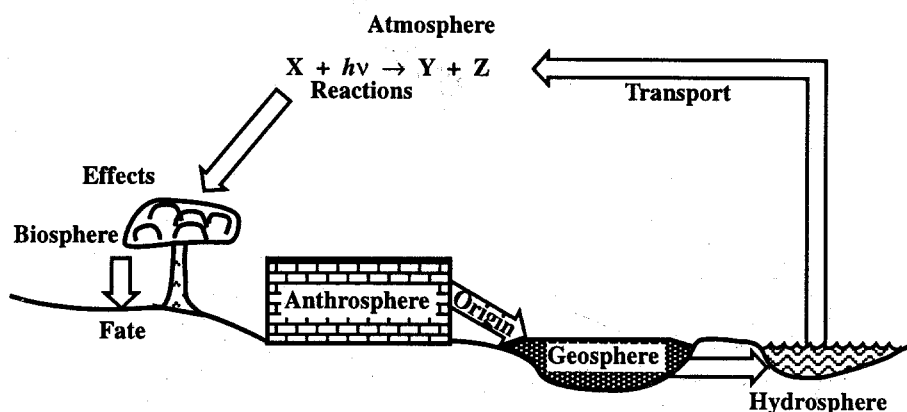 Atmosphere
X + hν → Y + Z
Reactions
Transport
Effects
Biosphere
Anthrosphere
Origin
Fate
Geosphere
Hydrosphere